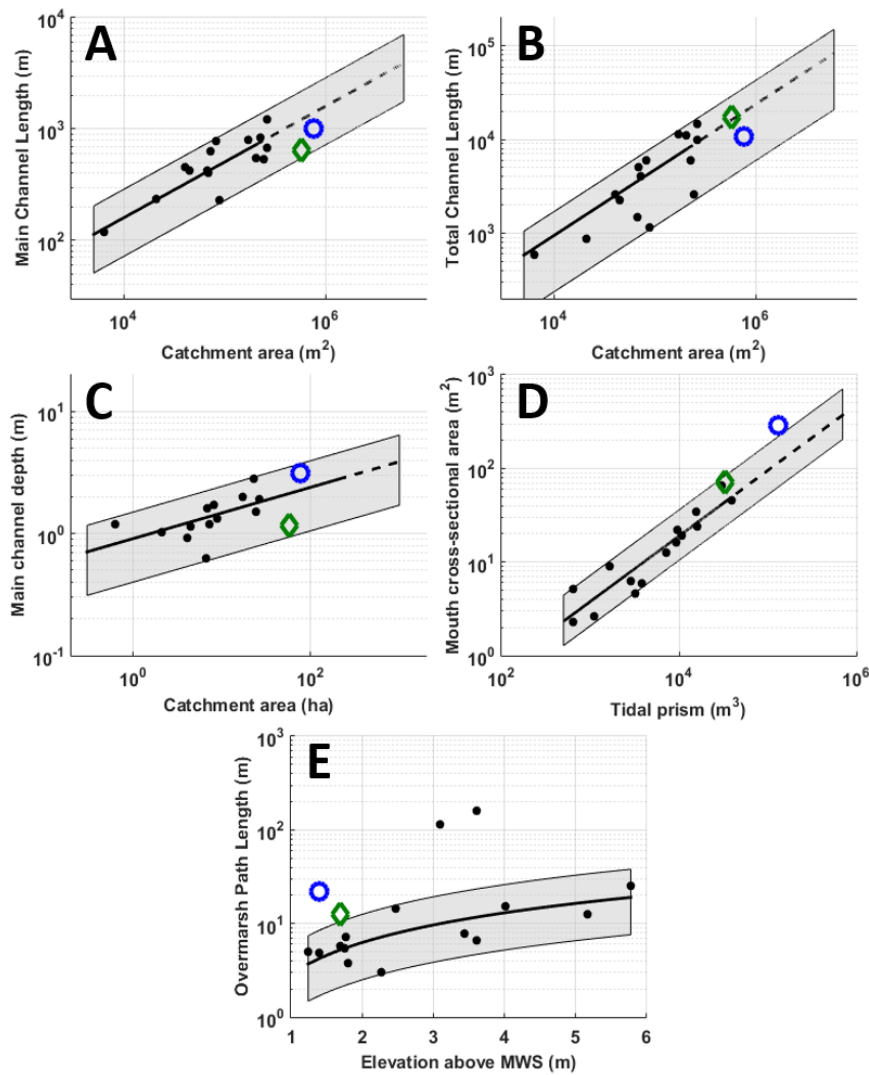 A
Main Channel Length (m)
10^4
10^3
10^2
10^4
10^6
Catchment area (m^2)
B
Total Channel Length (m)
10^5
10^4
10^3
10^4
10^6
Catchment area (m^2)
C
Main channel depth (m)
10^1
10^0
10^-1
10^0
10^2
Catchment area (ha)
D
Mouth cross-sectional area (m^2)
10^3
10^2
10^1
10^0
10^2
10^4
10^6
Tidal prism (m^3)
E
Overmarsh Path Length (m)
10^3
10^2
10^1
10^0
1 2 3 4 5 6
Elevation above MWS (m)